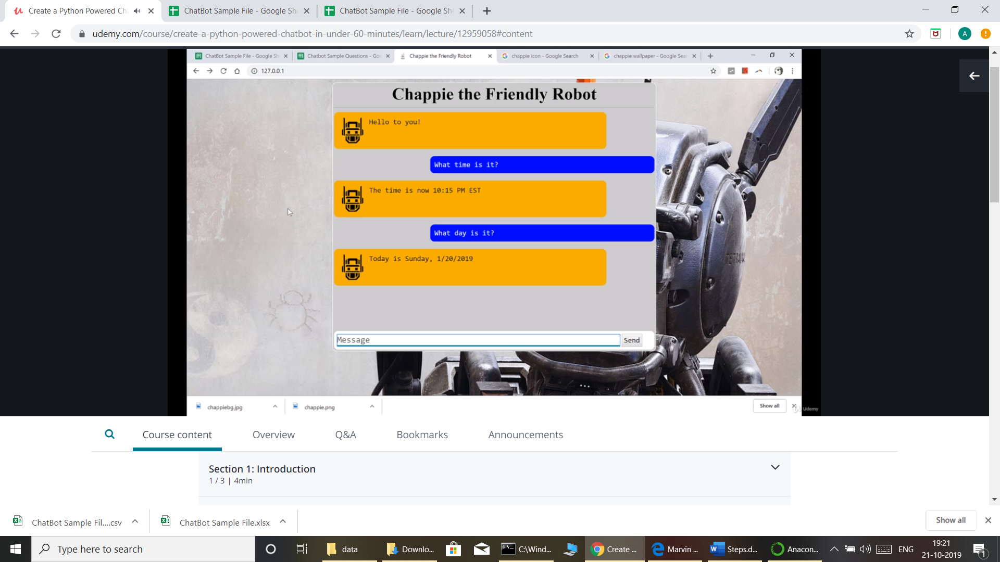 Create a Python Powered Ch
ChatBot Sample File - Google She
ChatBot Sample File - Google She
udemy.com/course/create-a-python-powered-chatbot-in-under-60-minutes/learn/lecture/12959058#content
A
ChatBot Sample File - Google Sh
Chatbot Sample Questions - Goo
Chappie the Friendly Robot
chappie icon - Google Search
chappie wallpaper - Google Sear
127.0.0.1
Chappie the Friendly Robot
Hello to you!
What time is it?
The time is now 10:15 PM EST
What day is it?
Today is Sunday, 1/20/2019
Message
Send
chappiebg.jpg
chappie.png
Show all
Udemy
Course content
Overview
Q&A
Bookmarks
Announcements
Section 1: Introduction
1 / 3 | 4min
ChatBot Sample Fil....csv
ChatBot Sample File.xlsx
Show all
Type here to search
data
Downlo...
C:\Wind...
Create ...
Marvin ...
Steps.d...
Anacon...
ENG
19:21
21-10-2019
1